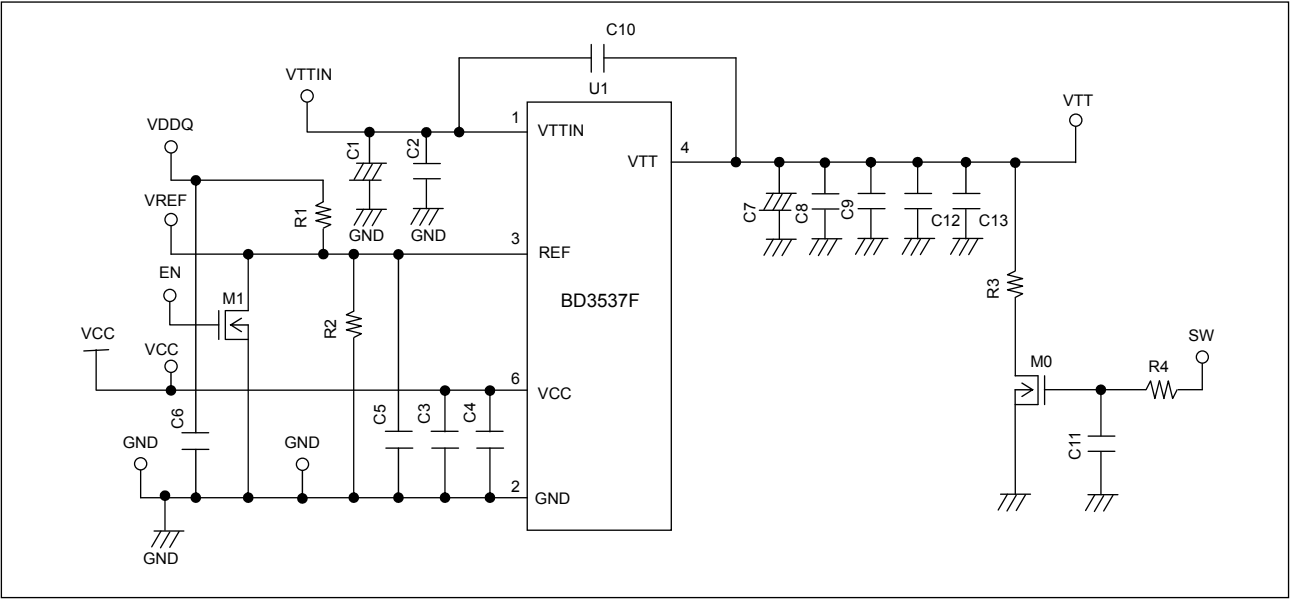 C10
VTTIN
U1
VTT
VDDQ
1
VTTIN
C1
C2
4
VTT
VREF
R1
GND
GND
C7
C8
C9
C12
C13
3
REF
EN
M1
R2
BD3537F
R3
VCC
VCC
SW
M0
R4
6
VCC
C6
C5
C3
C4
GND
GND
C11
2
GND
GND